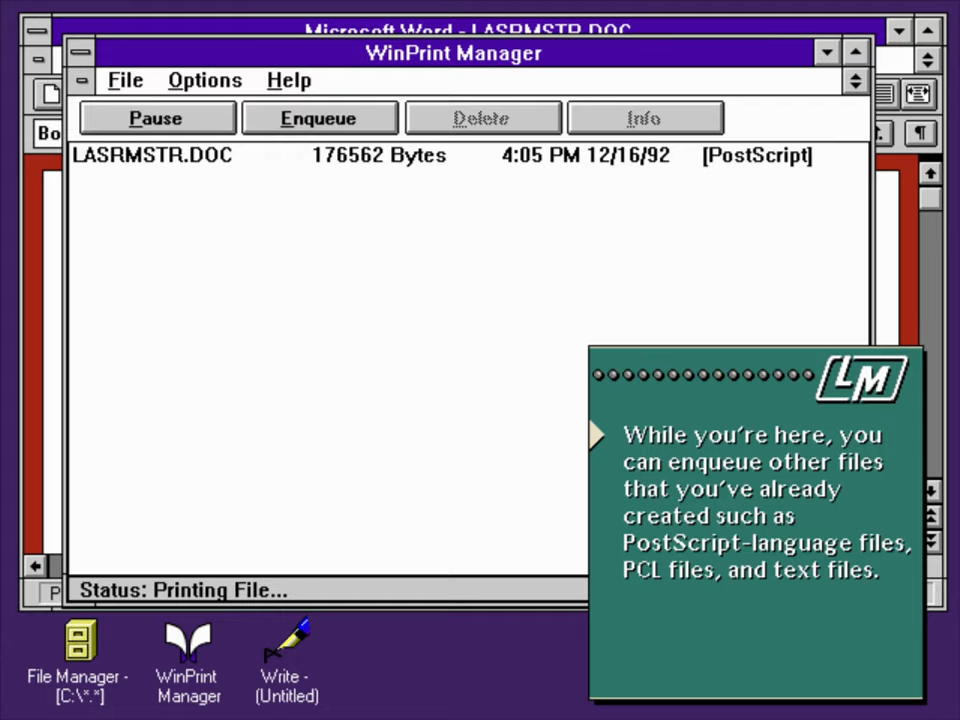 Microsoft Word - LASRMSTR.DOC
WinPrint Manager
File Options Help
Pause Enqueue Delete Info
Bo
¶
LASRMSTR.DOC 176562 Bytes 4:05 PM 12/16/92 [PostScript]
LM
While you've here, you
can enqueue other files
that you've already
created such as
PostScript-language files,
PCL files, and text files.
Status: Printing File...
P
File Manager -
[C:\*.*]
WinPrint
Manager
Write -
(Untitled)